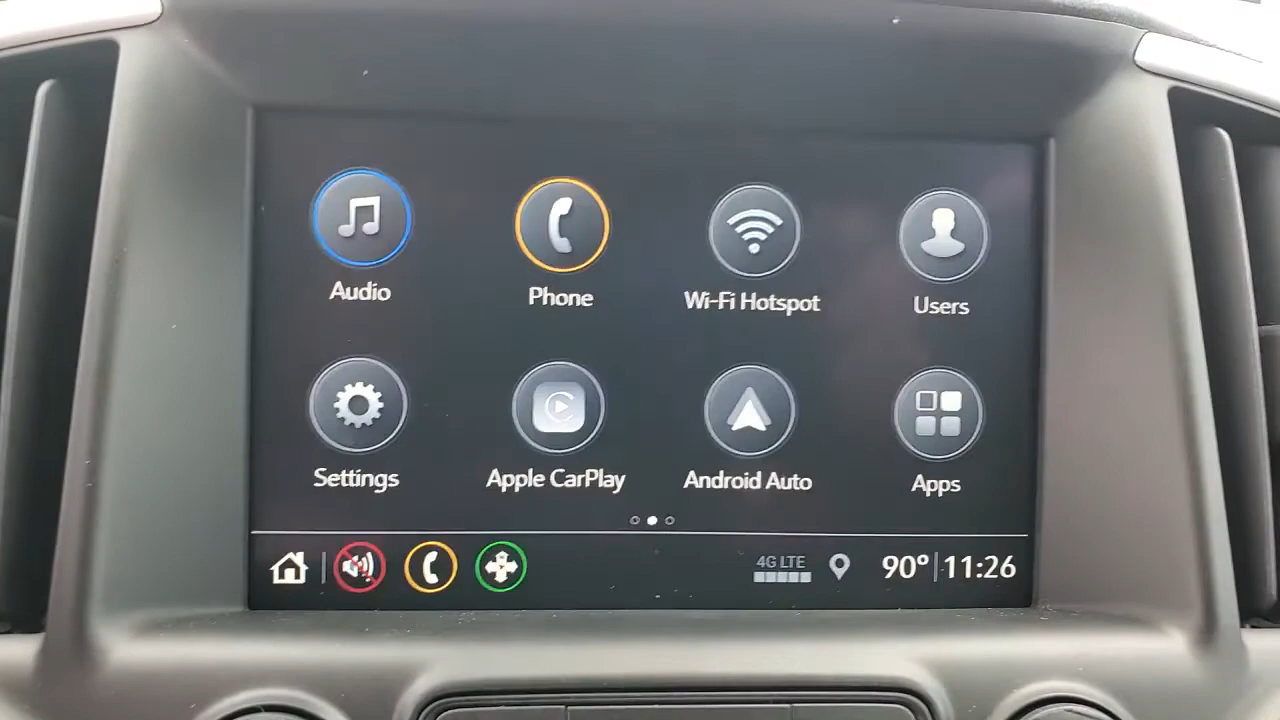 Audio
Phone
Wi-Fi Hotspot
Users
Settings
Apple CarPlay
Android Auto
Apps
4G LTE
90°
11:26